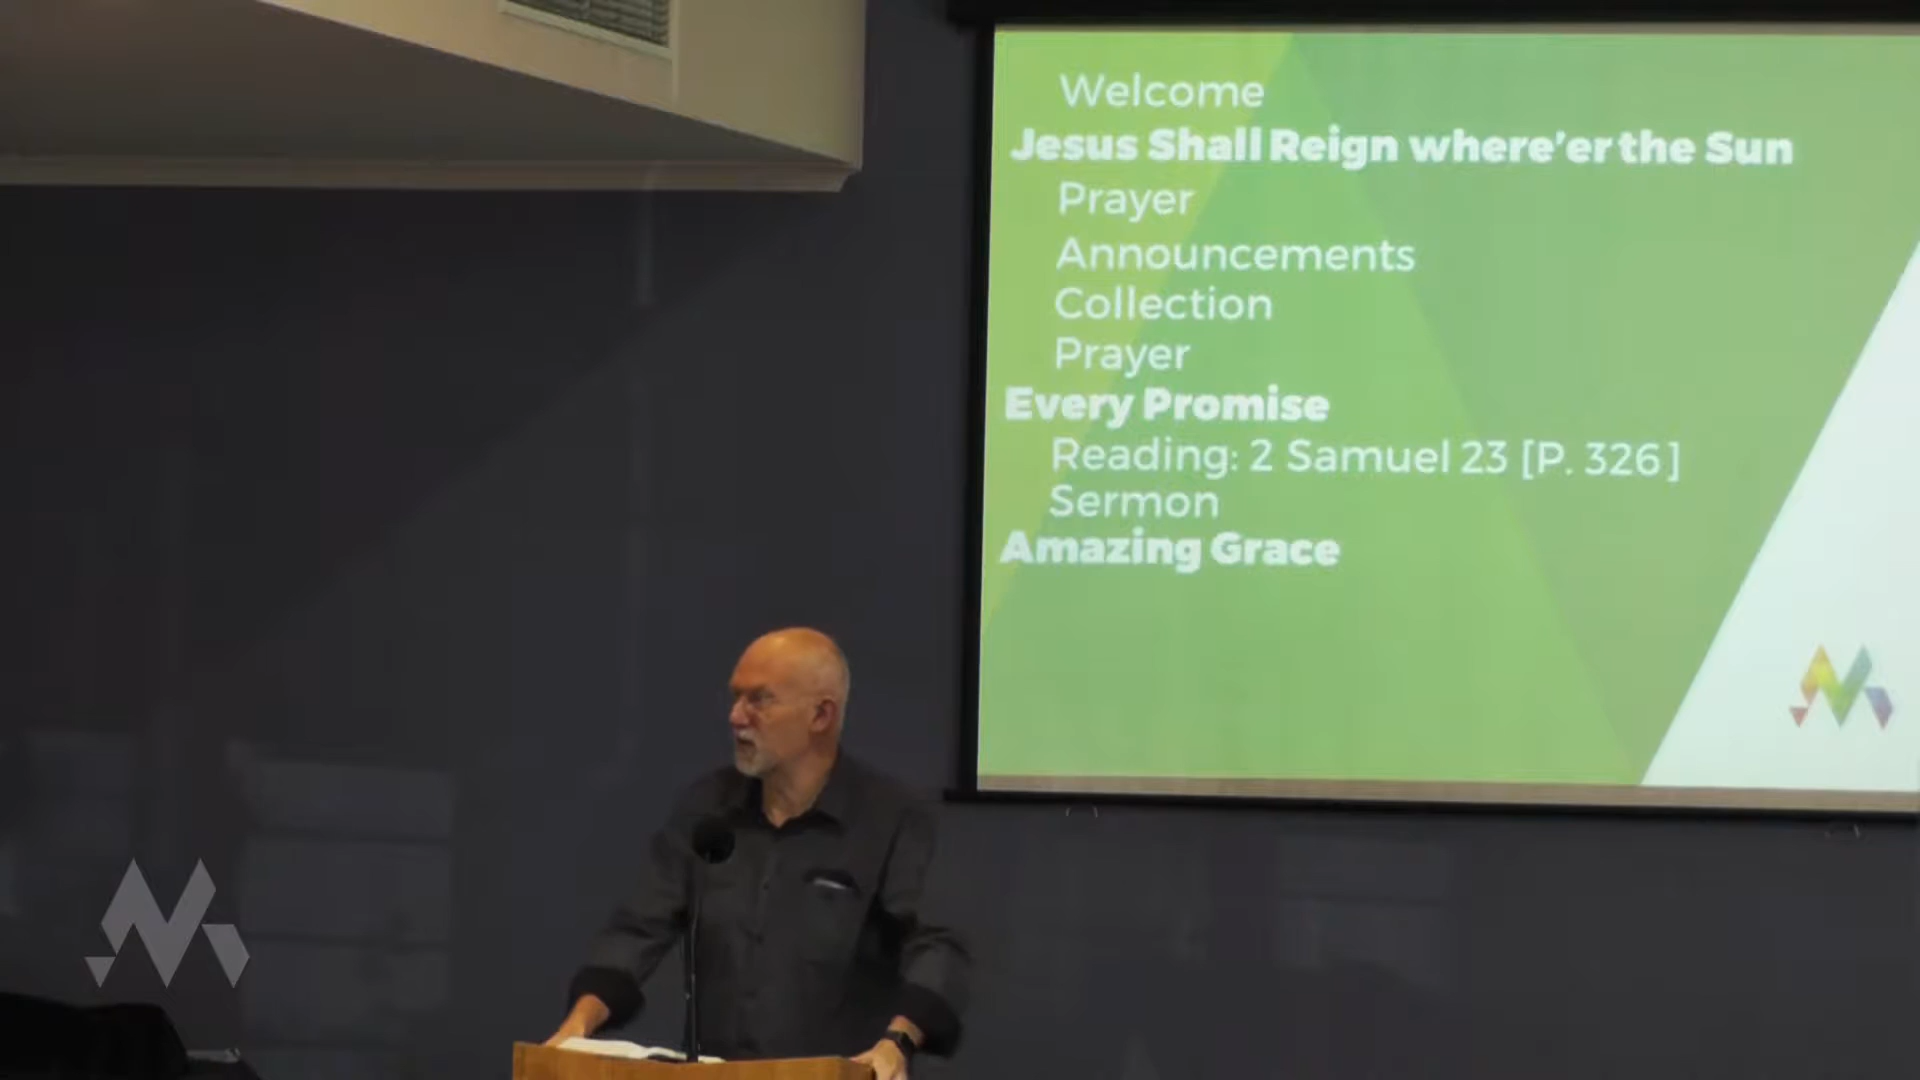 Welcome
Jesus Shall Reign where'er the Sun
Prayer
Announcements
Collection
Prayer
Every Promise
Reading: 2 Samuel 23 [P. 326]
Sermon
Amazing Grace